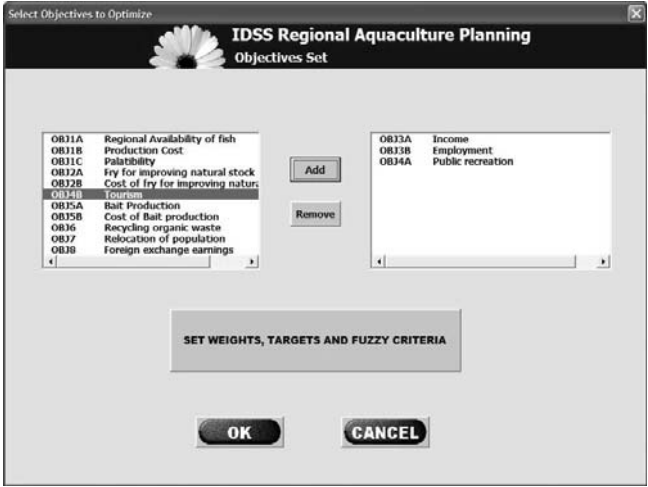 Select Objectives to Optimize
IDSS Regional Aquaculture Planning
Objectives Set
OBJ1A Regional Availability of fish
OBJ1B Production Cost
OBJ1C Palatibility
OBJ2A Fry for improving natural stock
OBJ2B Cost of fry for improving natura
OBJ4B Tourism
OBJ5A Bait Production
OBJ5B Cost of Bait production
OBJ6 Recycling organic waste
OBJ7 Relocation of population
OBJ8 Foreign exchange earnings
Add
Remove
OBJ3A Income
OBJ3B Employment
OBJ4A Public recreation
SET WEIGHTS, TARGETS AND FUZZY CRITERIA
OK
CANCEL